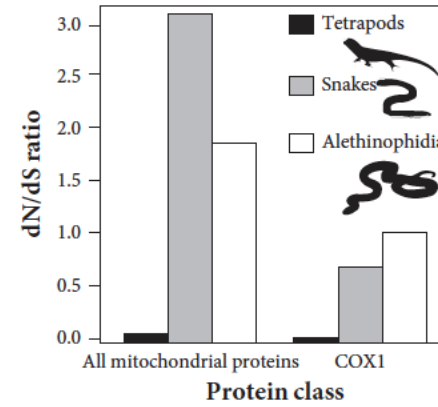 3.0
2.5
2.0
1.5
1.0
0.5
0.0
dN/dS ratio
Tetrapods
Snakes
Alethinophidia
All mitochondrial proteins
COX1
Protein class